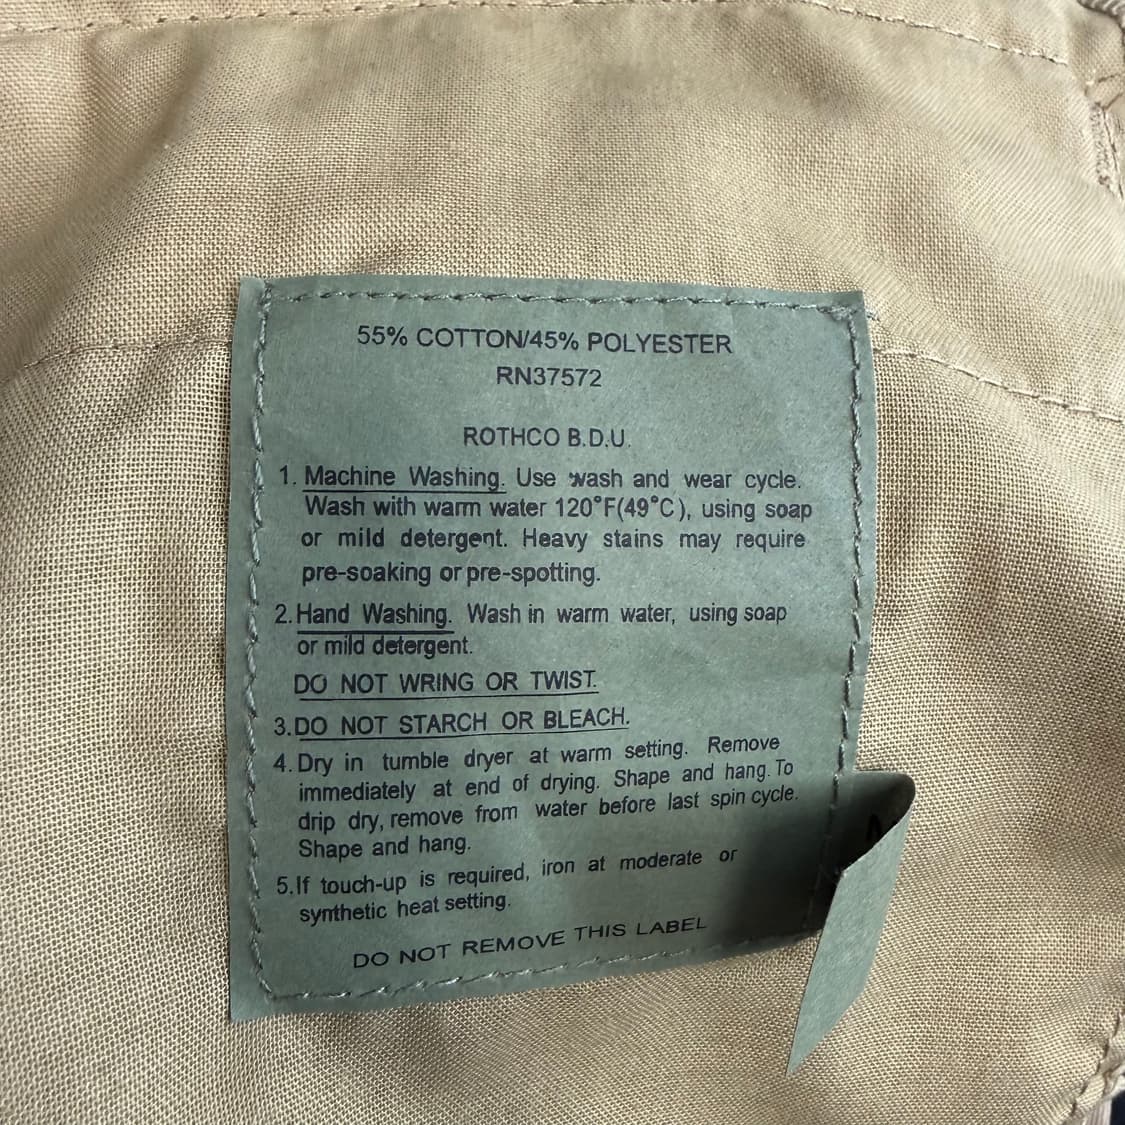 55% COTTON/45% POLYESTER
RN37572
ROTHCO B.D.U.
1. Machine Washing. Use wash and wear cycle.
Wash with warm water 120°F(49°C), using soap
or mild detergent. Heavy stains may require
pre-soaking or pre-spotting.
2. Hand Washing. Wash in warm water, using soap
or mild detergent.
DO NOT WRING OR TWIST.
3. DO NOT STARCH OR BLEACH.
4. Dry in tumble dryer at warm setting. Remove
immediately at end of drying. Shape and hang. To
drip dry, remove from water before last spin cycle.
Shape and hang.
5. If touch-up is required, iron at moderate or
synthetic heat setting.
DO NOT REMOVE THIS LABEL